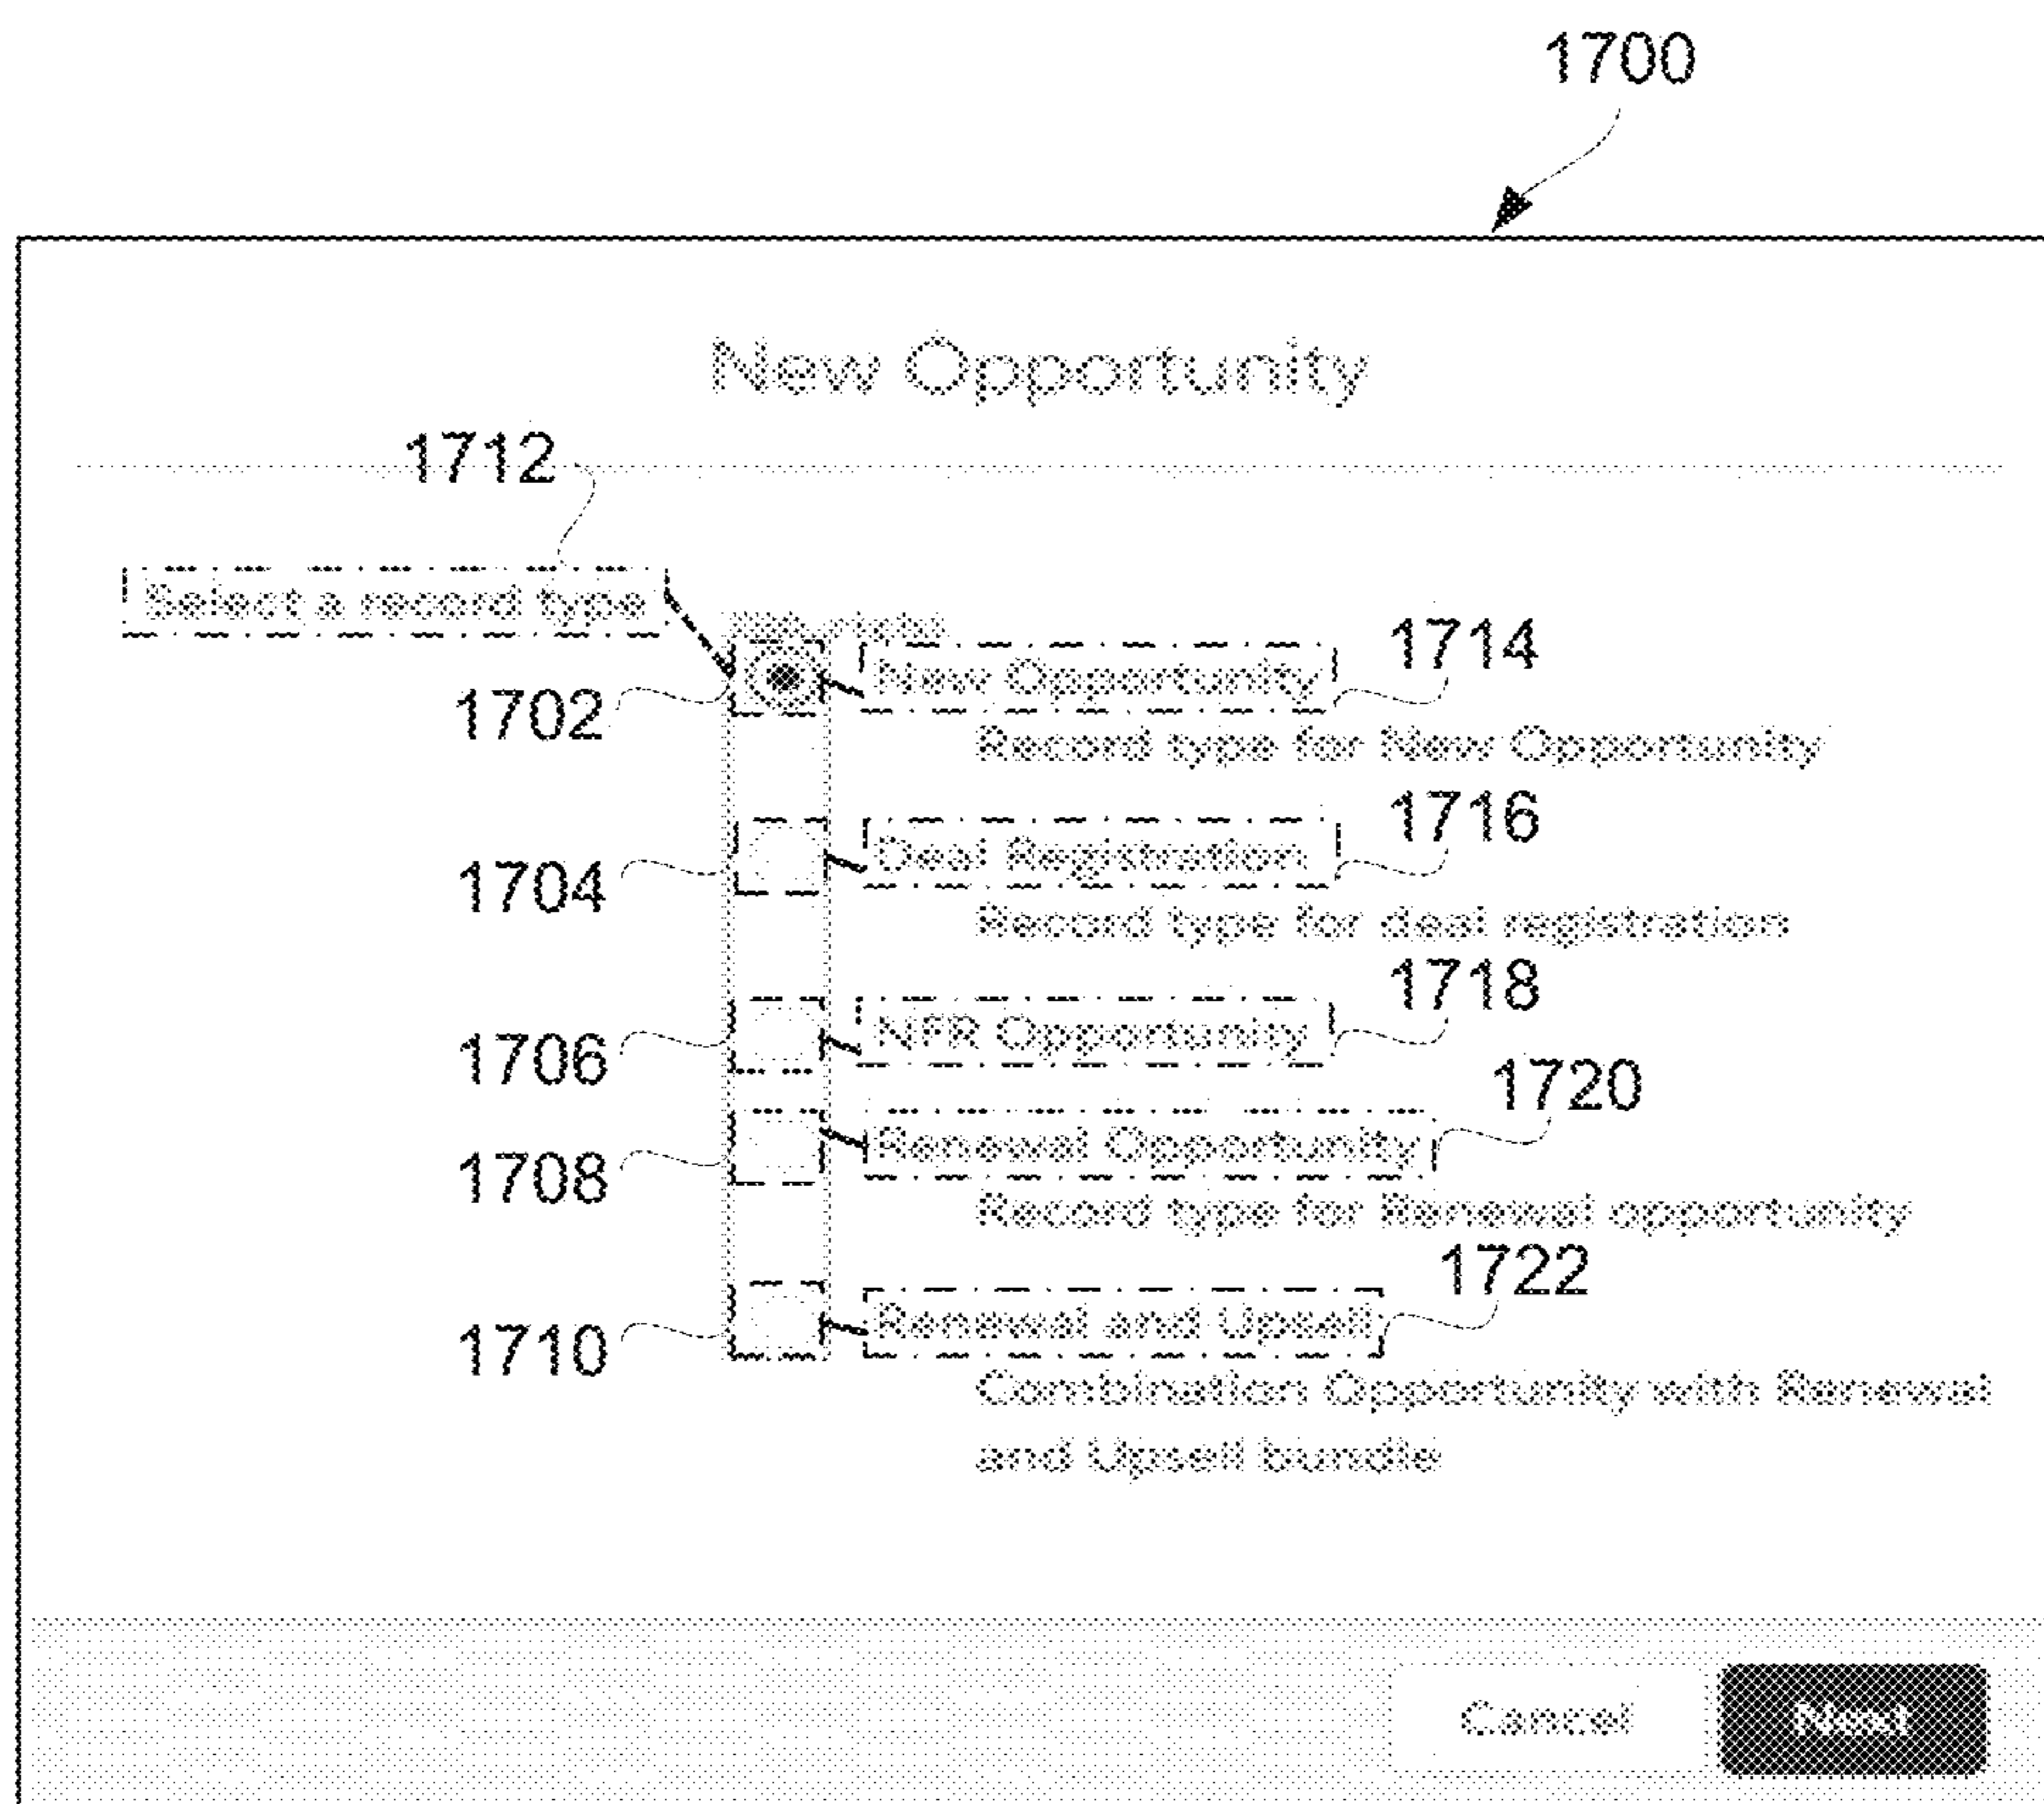 1700
New Opportunity
1712
Select a record type
1702
New Opportunity
1714
Record type for New Opportunity
1704
Deal Registration
1716
Record type for deal registration
1706
NFR Opportunity
1718
1708
Renewal Opportunity
1720
Record type for Renewal opportunity
1710
Renewal and Upsell
1722
Combination Opportunity with Renewal
and Upsell bundle
Cancel
Next